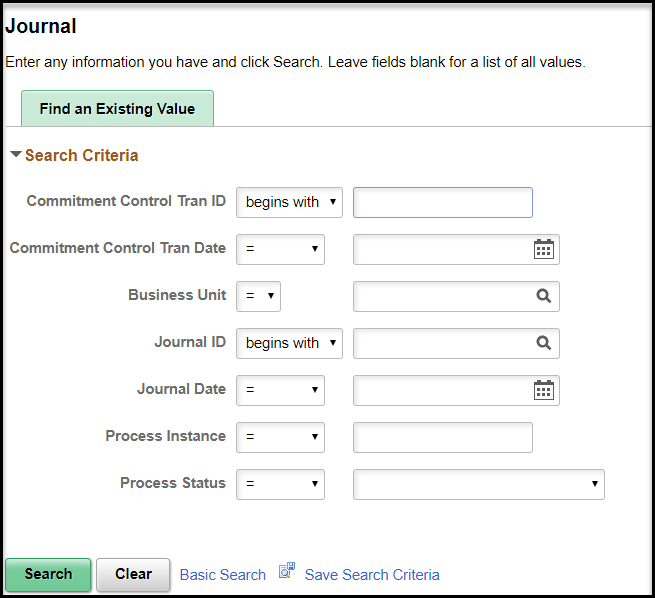 Journal
Enter any information you have and click Search. Leave fields blank for a list of all values.
Find an Existing Value
Search Criteria
Commitment Control Tran ID begins with
Commitment Control Tran Date =
Business Unit =
Journal ID begins with
Journal Date =
Process Instance =
Process Status =
Search Clear Basic Search Save Search Criteria